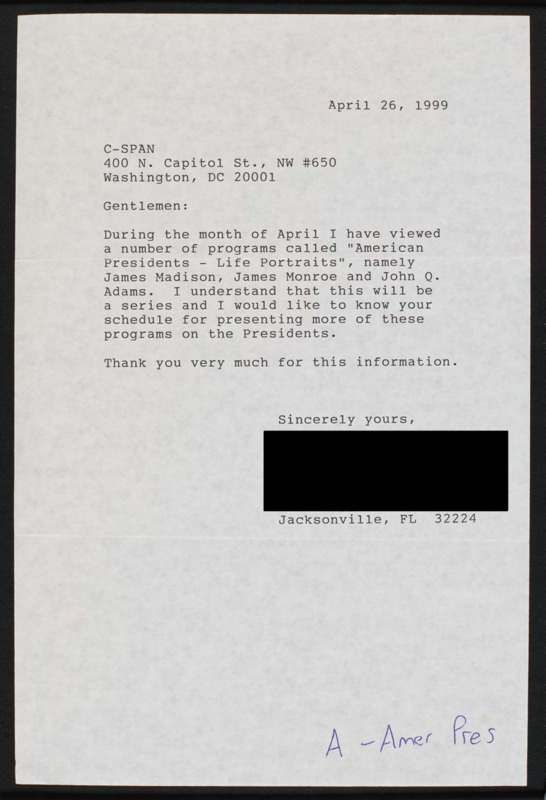 April 26, 1999
C-SPAN
400 N. Capitol St., NW #650
Washington, DC 20001
Gentlemen:
During the month of April I have viewed
a number of programs called "American
Presidents - Life Portraits", namely
James Madison, James Monroe and John Q.
Adams.  I understand that this will be
a series and I would like to know your
schedule for presenting more of these
programs on the Presidents.
Thank you very much for this information.
Sincerely yours,
Jacksonville, FL  32224
A - Amer Pres